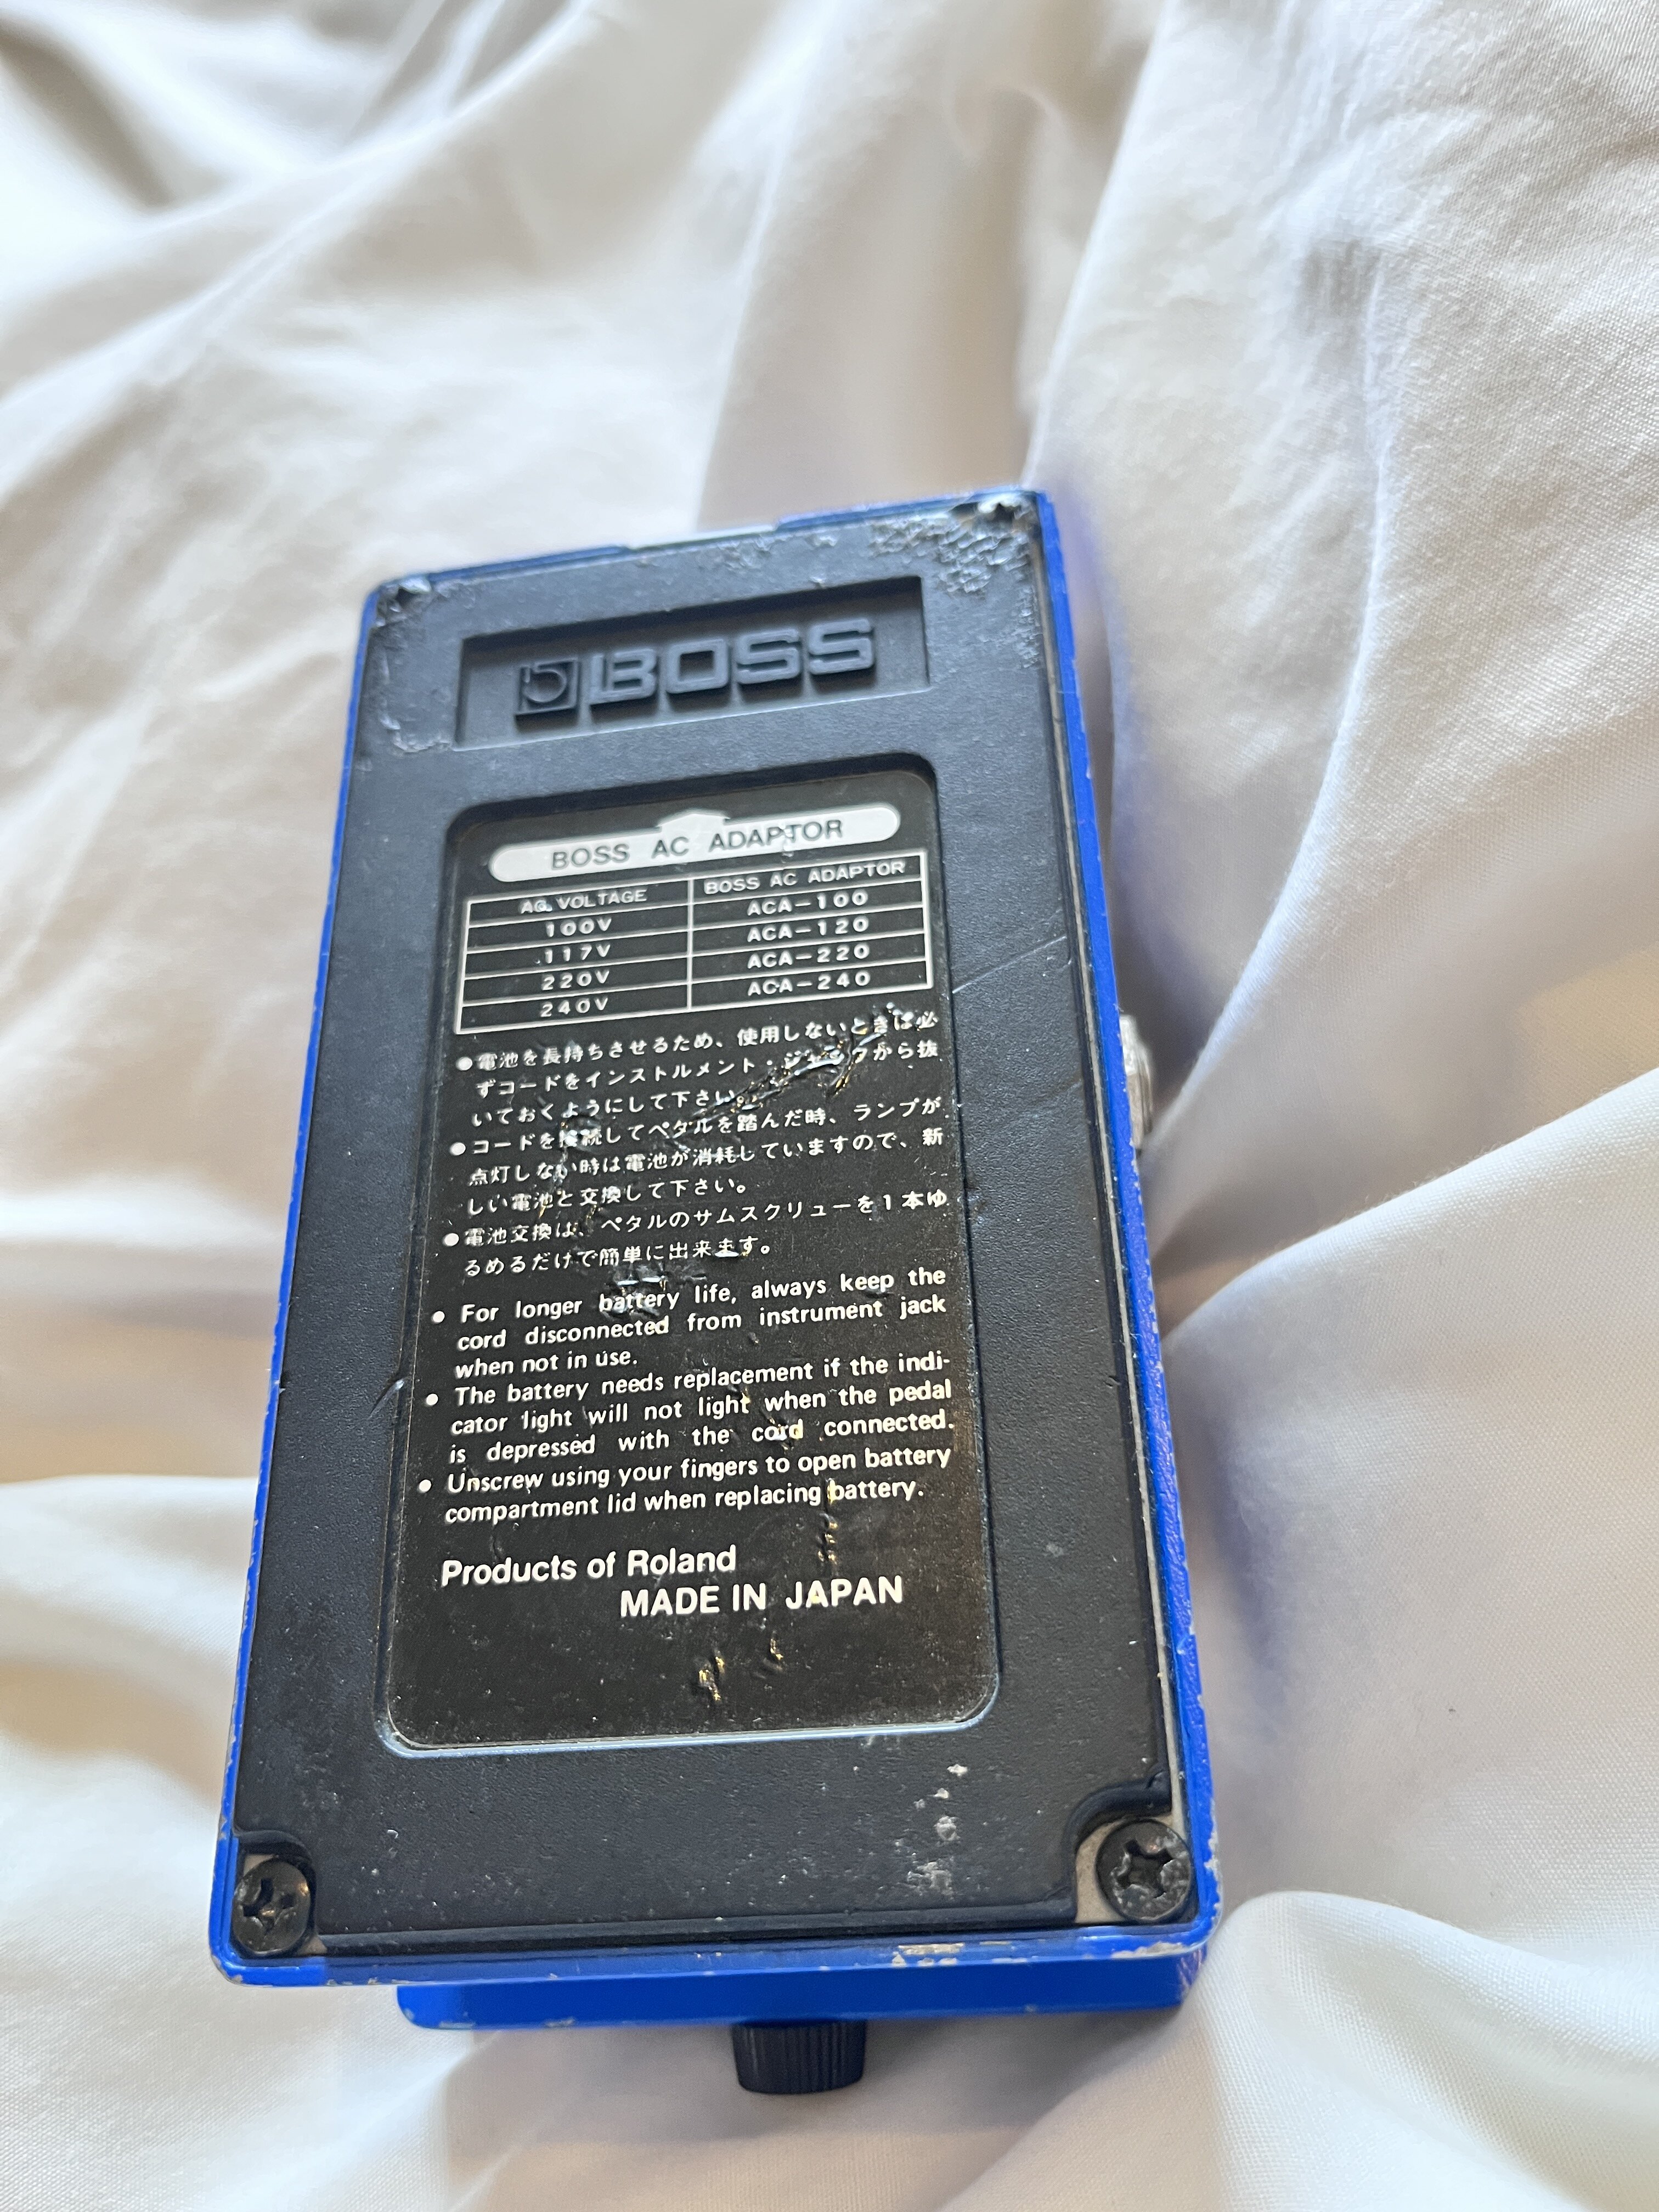 BOSS
BOSS AC ADAPTOR
AC VOLTAGE BOSS AC ADAPTOR
100V ACA-100
117V ACA-120
220V ACA-220
240V ACA-240
●電池を長持ちさせるため、使用しないときは必
ずコードをインストルメント・ジャックから抜
いておくようにして下さい。
●コードを接続してペダルを踏んだ時、ランプが
点灯しない時は電池が消耗していますので、新
しい電池と交換して下さい。
●電池交換は、ペダルのサムスクリューを1本ゆ
るめるだけで簡単に出来ます。
● For longer battery life, always keep the
cord disconnected from instrument jack
when not in use.
● The battery needs replacement if the indi-
cator light will not light when the pedal
is depressed with the cord connected.
● Unscrew using your fingers to open battery
compartment lid when replacing battery.
Products of Roland
MADE IN JAPAN